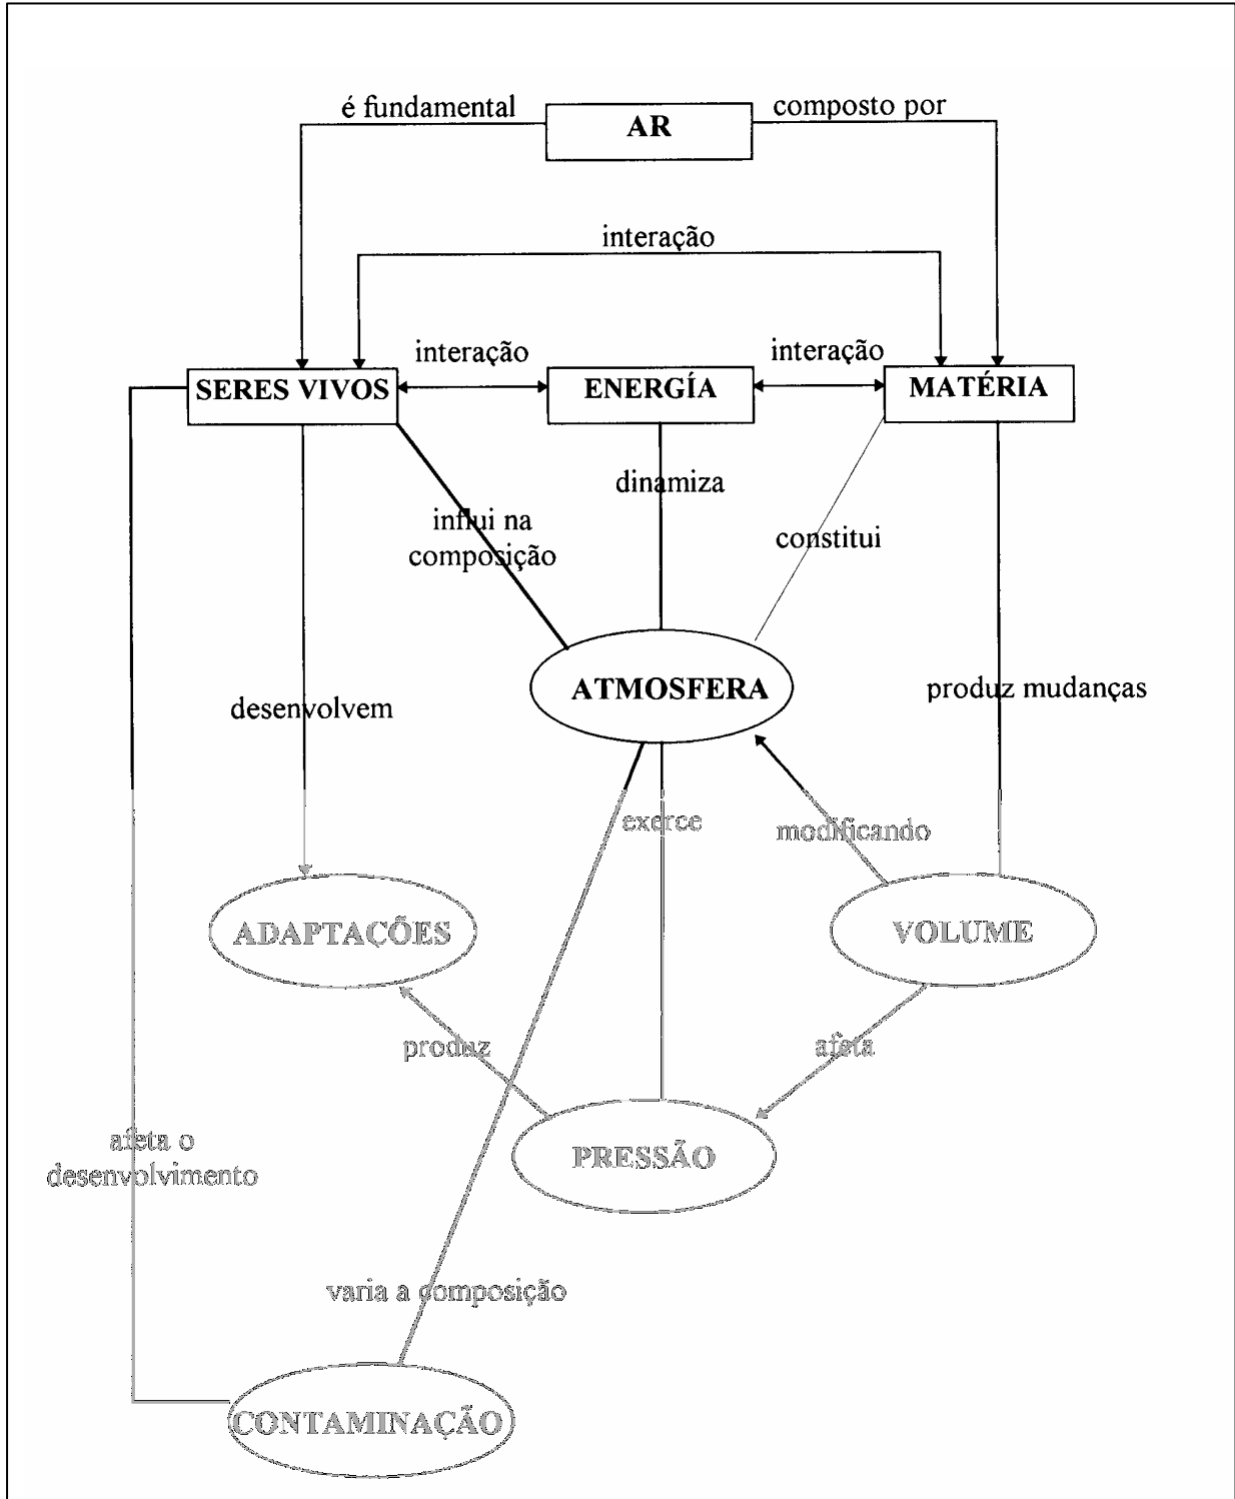 é fundamental
AR
composto por
interação
interação
interação
SERES VIVOS
ENERGÍA
MATÉRIA
dinamiza
influi na
composição
constitui
ATMOSFERA
desenvolvem
produz mudanças
exerce
modificando
ADAPTAÇÕES
VOLUME
produz
afeta
afeta o
desenvolvimento
PRESSÃO
varia a composição
CONTAMINAÇÃO